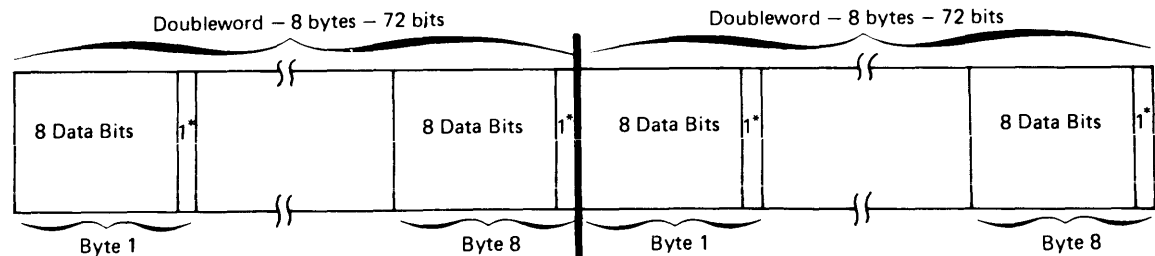 Doubleword – 8 bytes – 72 bits
Doubleword – 8 bytes – 72 bits
8 Data Bits 1* 8 Data Bits 1* 8 Data Bits 1* 8 Data Bits 1*
Byte 1 Byte 8 Byte 1 Byte 8